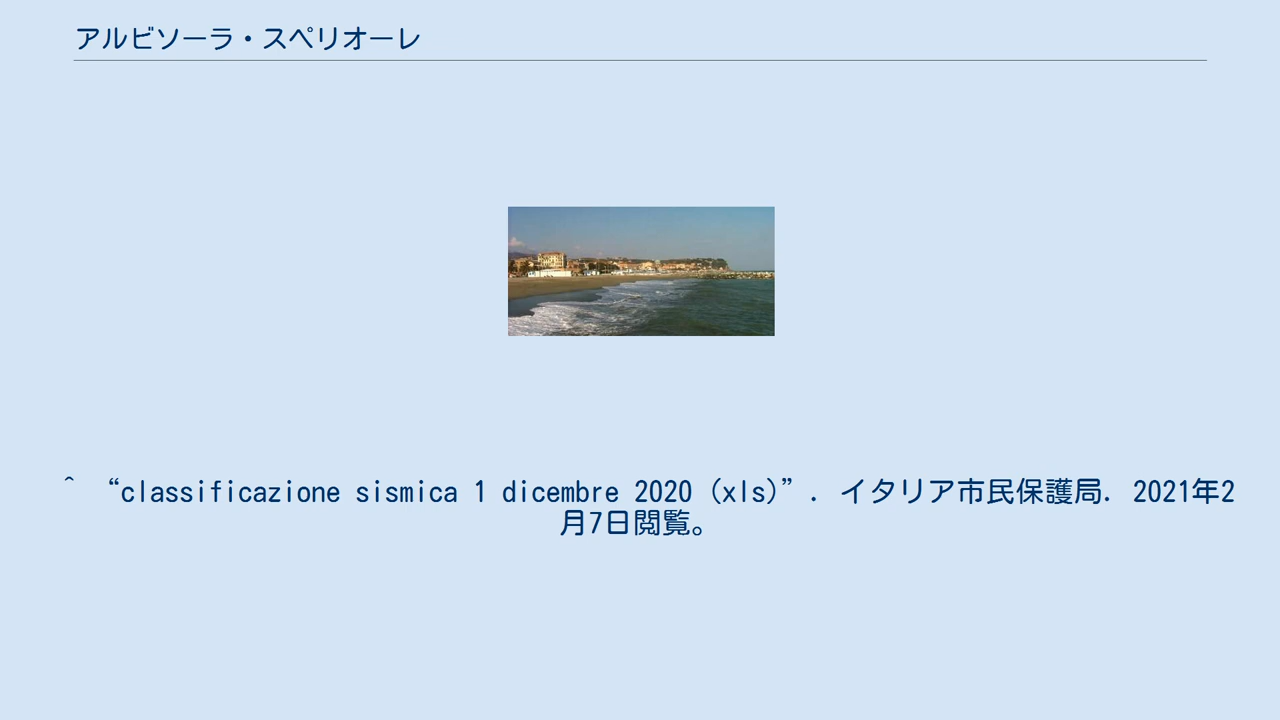 アルビソーラ・スペリオーレ
^ “classificazione sismica 1 dicembre 2020 (xls)”. イタリア市民保護局. 2021年2
月7日閲覧。